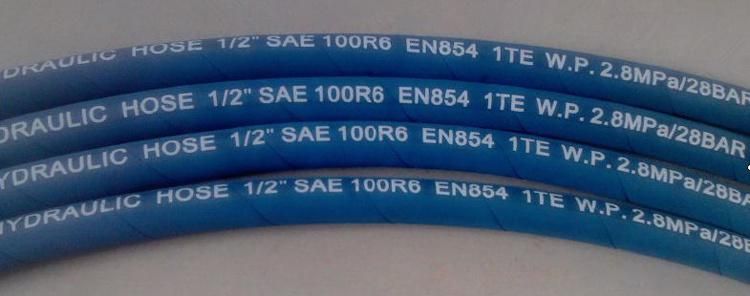 DRAULIC HOSE 1/2" SAE 100R6 EN854 1TE W.P. 2.8MPa/28BAR
DRAULIC HOSE 1/2" SAE 100R6 EN854 1TE W.P. 2.8MPa/28BAR
YDRAULIC HOSE 1/2" SAE 100R6 EN854 1TE W.P. 2.8MPa/28BA
HYDRAULIC HOSE 1/2" SAE 100R6 EN854 1TE W.P. 2.8MPa/28B